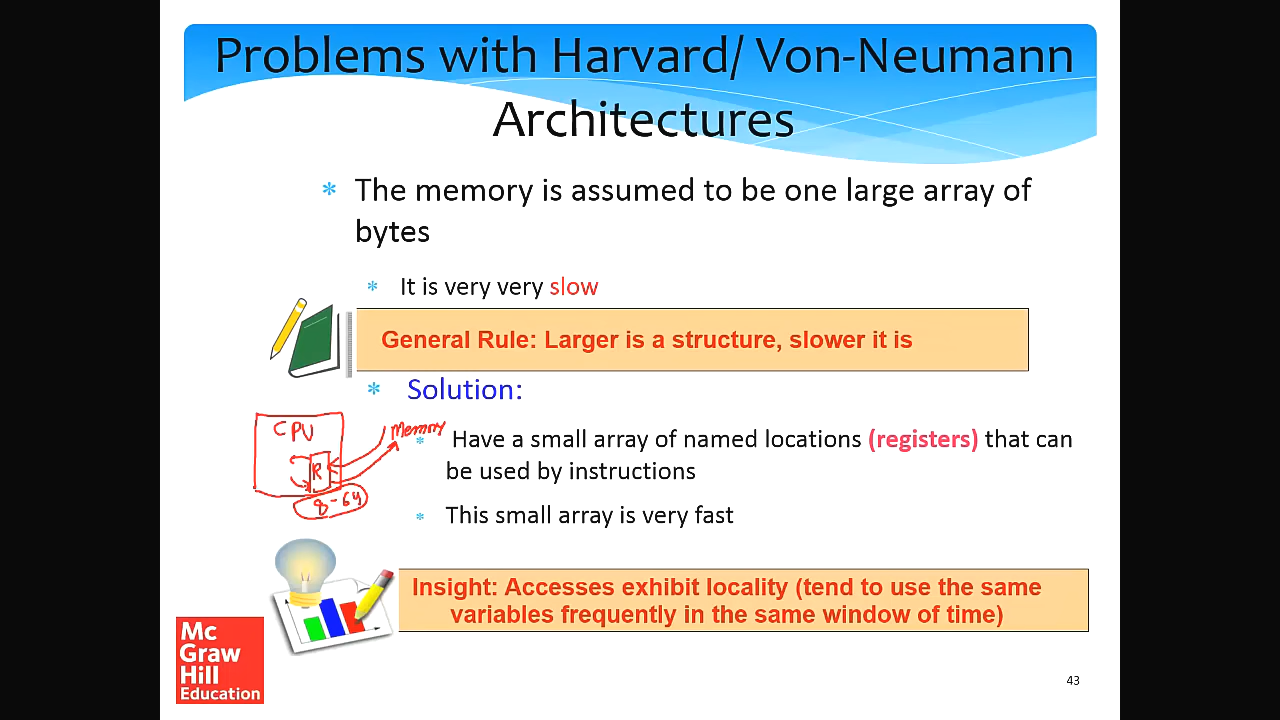 Problems with Harvard/ Von-Neumann
Architectures
* The memory is assumed to be one large array of
bytes
* It is very very slow
General Rule: Larger is a structure, slower it is
* Solution:
CPU
Memory
R
8-64
* Have a small array of named locations (registers) that can
be used by instructions
* This small array is very fast
Insight: Accesses exhibit locality (tend to use the same
variables frequently in the same window of time)
Mc
Graw
Hill
Education
43